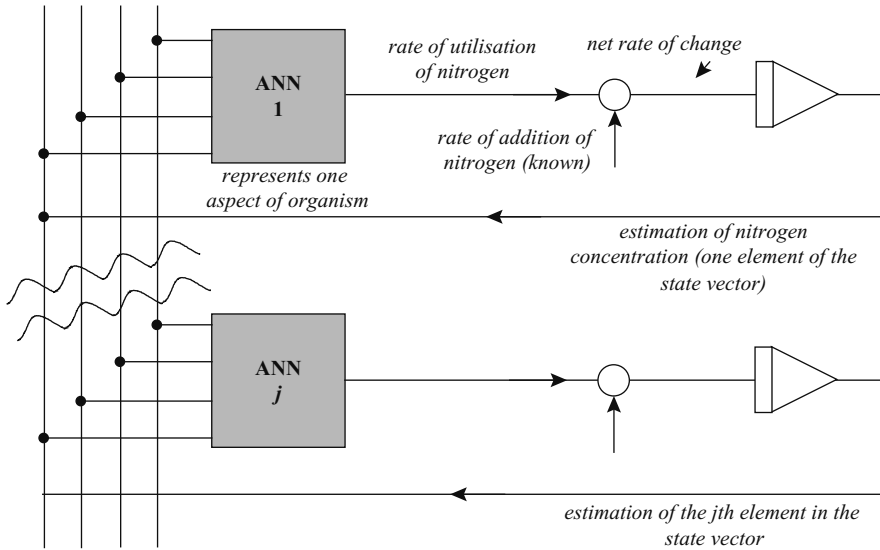 ANN
1
rate of utilisation
of nitrogen
net rate of change
rate of addition of
nitrogen (known)
represents one
aspect of organism
estimation of nitrogen
concentration (one element of the
state vector)
ANN
j
estimation of the jth element in the
state vector